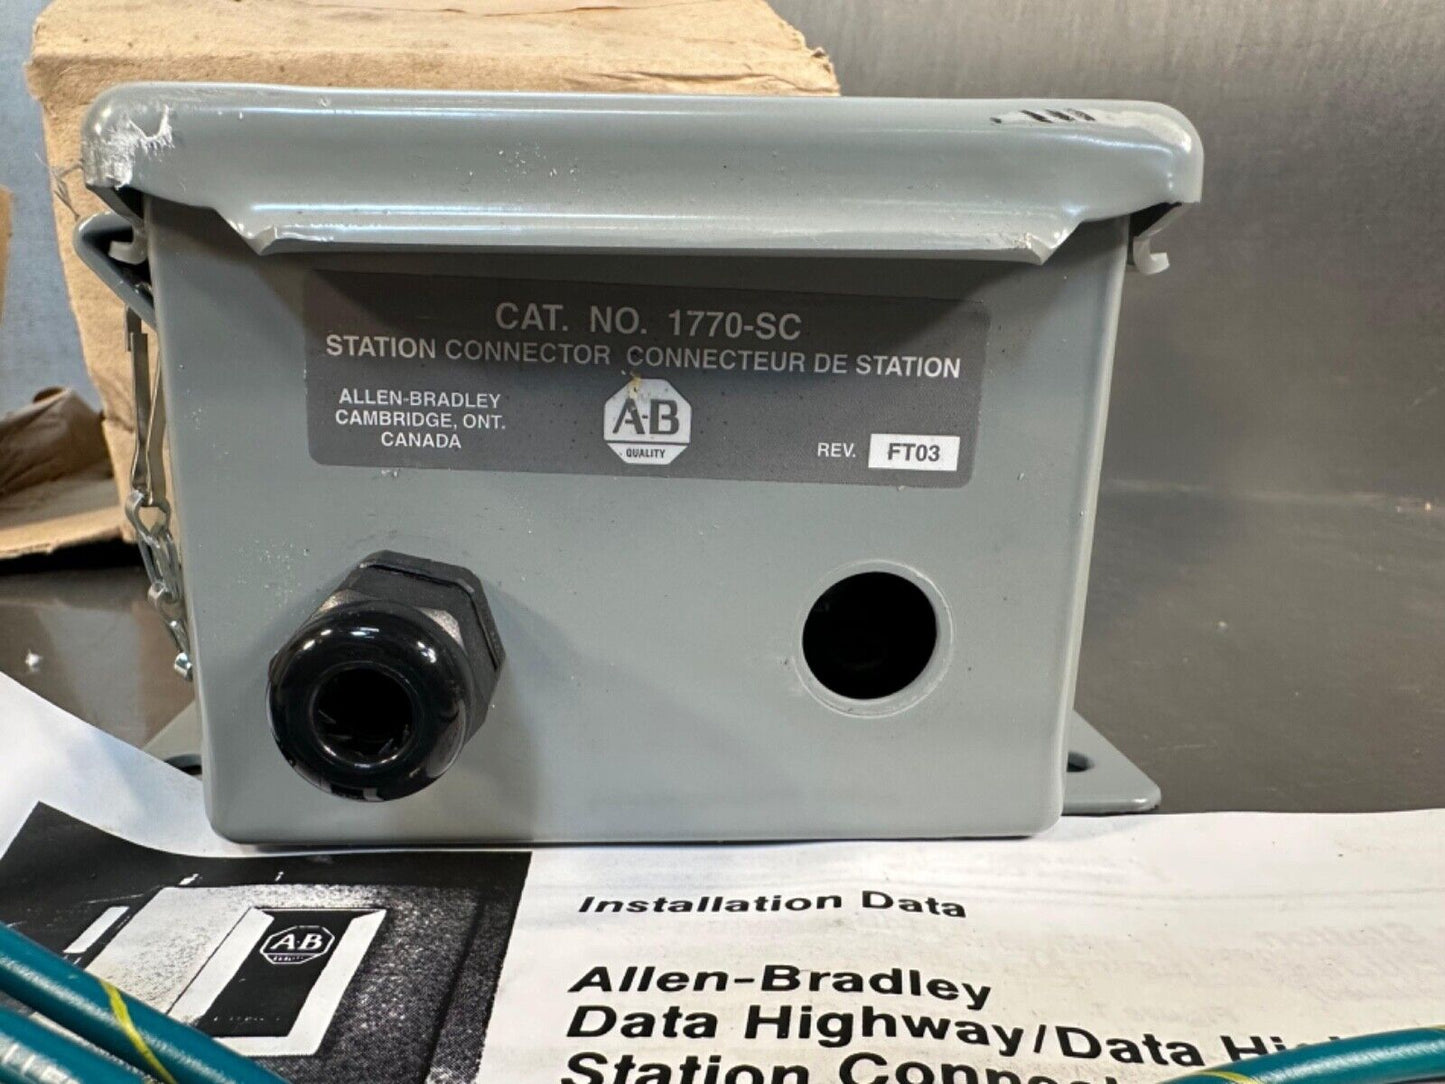 CAT. NO. 1770-SC
STATION CONNECTOR CONNECTEUR DE STATION
ALLEN-BRADLEY
CAMBRIDGE, ONT.
CANADA
A-B
QUALITY
REV. FT03
A-B
Installation Data
Allen-Bradley
Data Highway/Data
Station